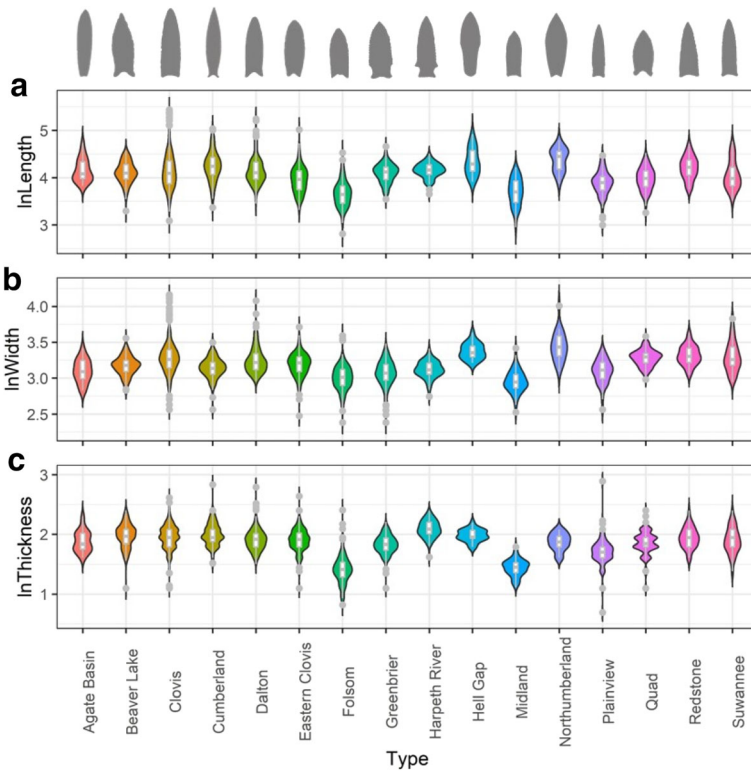 a
lnLength
5
4
3
b
lnWidth
4.0
3.5
3.0
2.5
c
lnThickness
3
2
1
Agate Basin
Beaver Lake
Clovis
Cumberland
Dalton
Eastern Clovis
Folsom
Greenbrier
Harpeth River
Hell Gap
Midland
Northumberland
Plainview
Quad
Redstone
Suwannee
Type